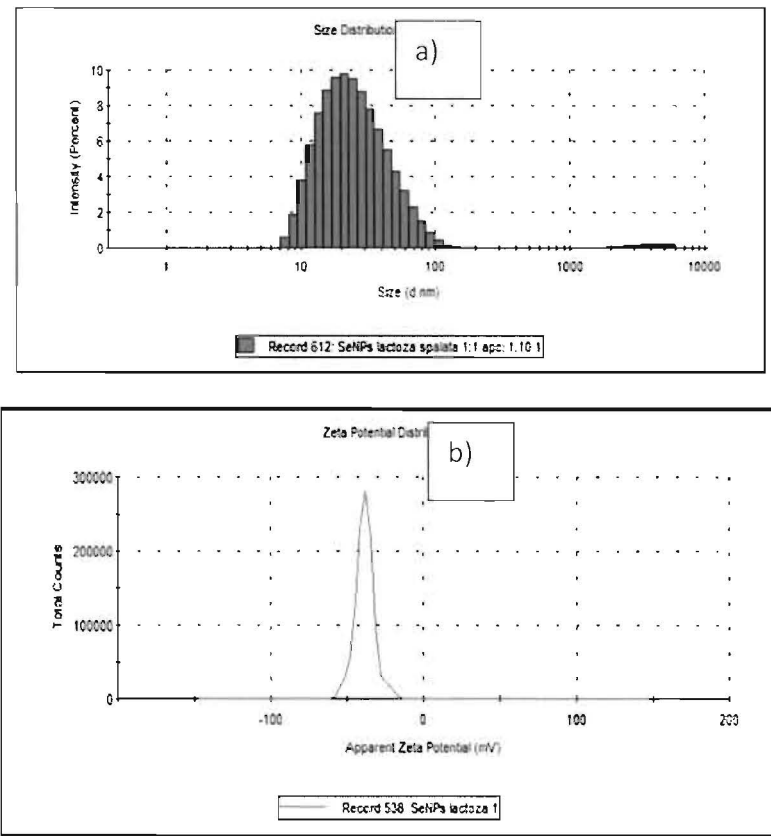 Size Distributio
a)
10
8
6
4
2
0
Intensity (Percent)
1
10
100
1000
10000
Size (d.nm)
Record 612: SeNPs lactoza spalata 1:1 apc: 1:10 1
Zeta Potential Distri
b)
300000
200000
100000
0
Total Counts
-100
0
100
200
Apparent Zeta Potential (mV)
Record 538: SeNPs lactoza 1